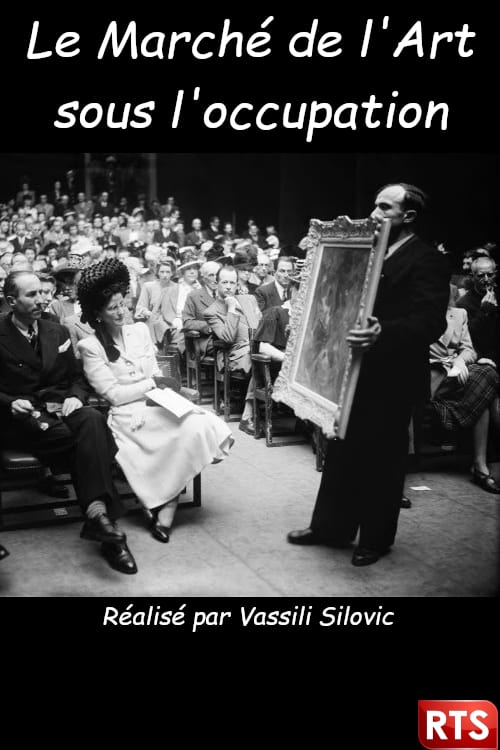 Le Marché de l'Art
sous l'occupation
Réalisé par Vassili Silovic
RTS